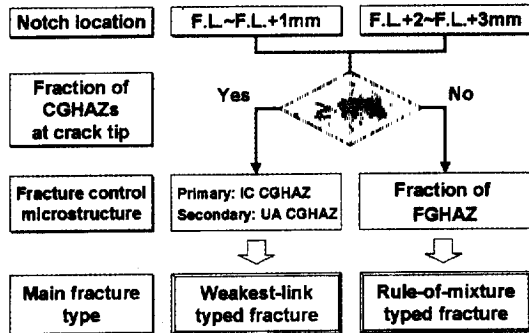 Notch location
F.L.~F.L.+1mm
F.L.+2~F.L.+3mm
Fraction of
CGHAZs
at crack tip
Yes
No
Fracture control
microstructure
Primary: IC CGHAZ
Secondary: UA CGHAZ
Fraction of
FGHAZ
Main fracture
type
Weakest-link
typed fracture
Rule-of-mixture
typed fracture